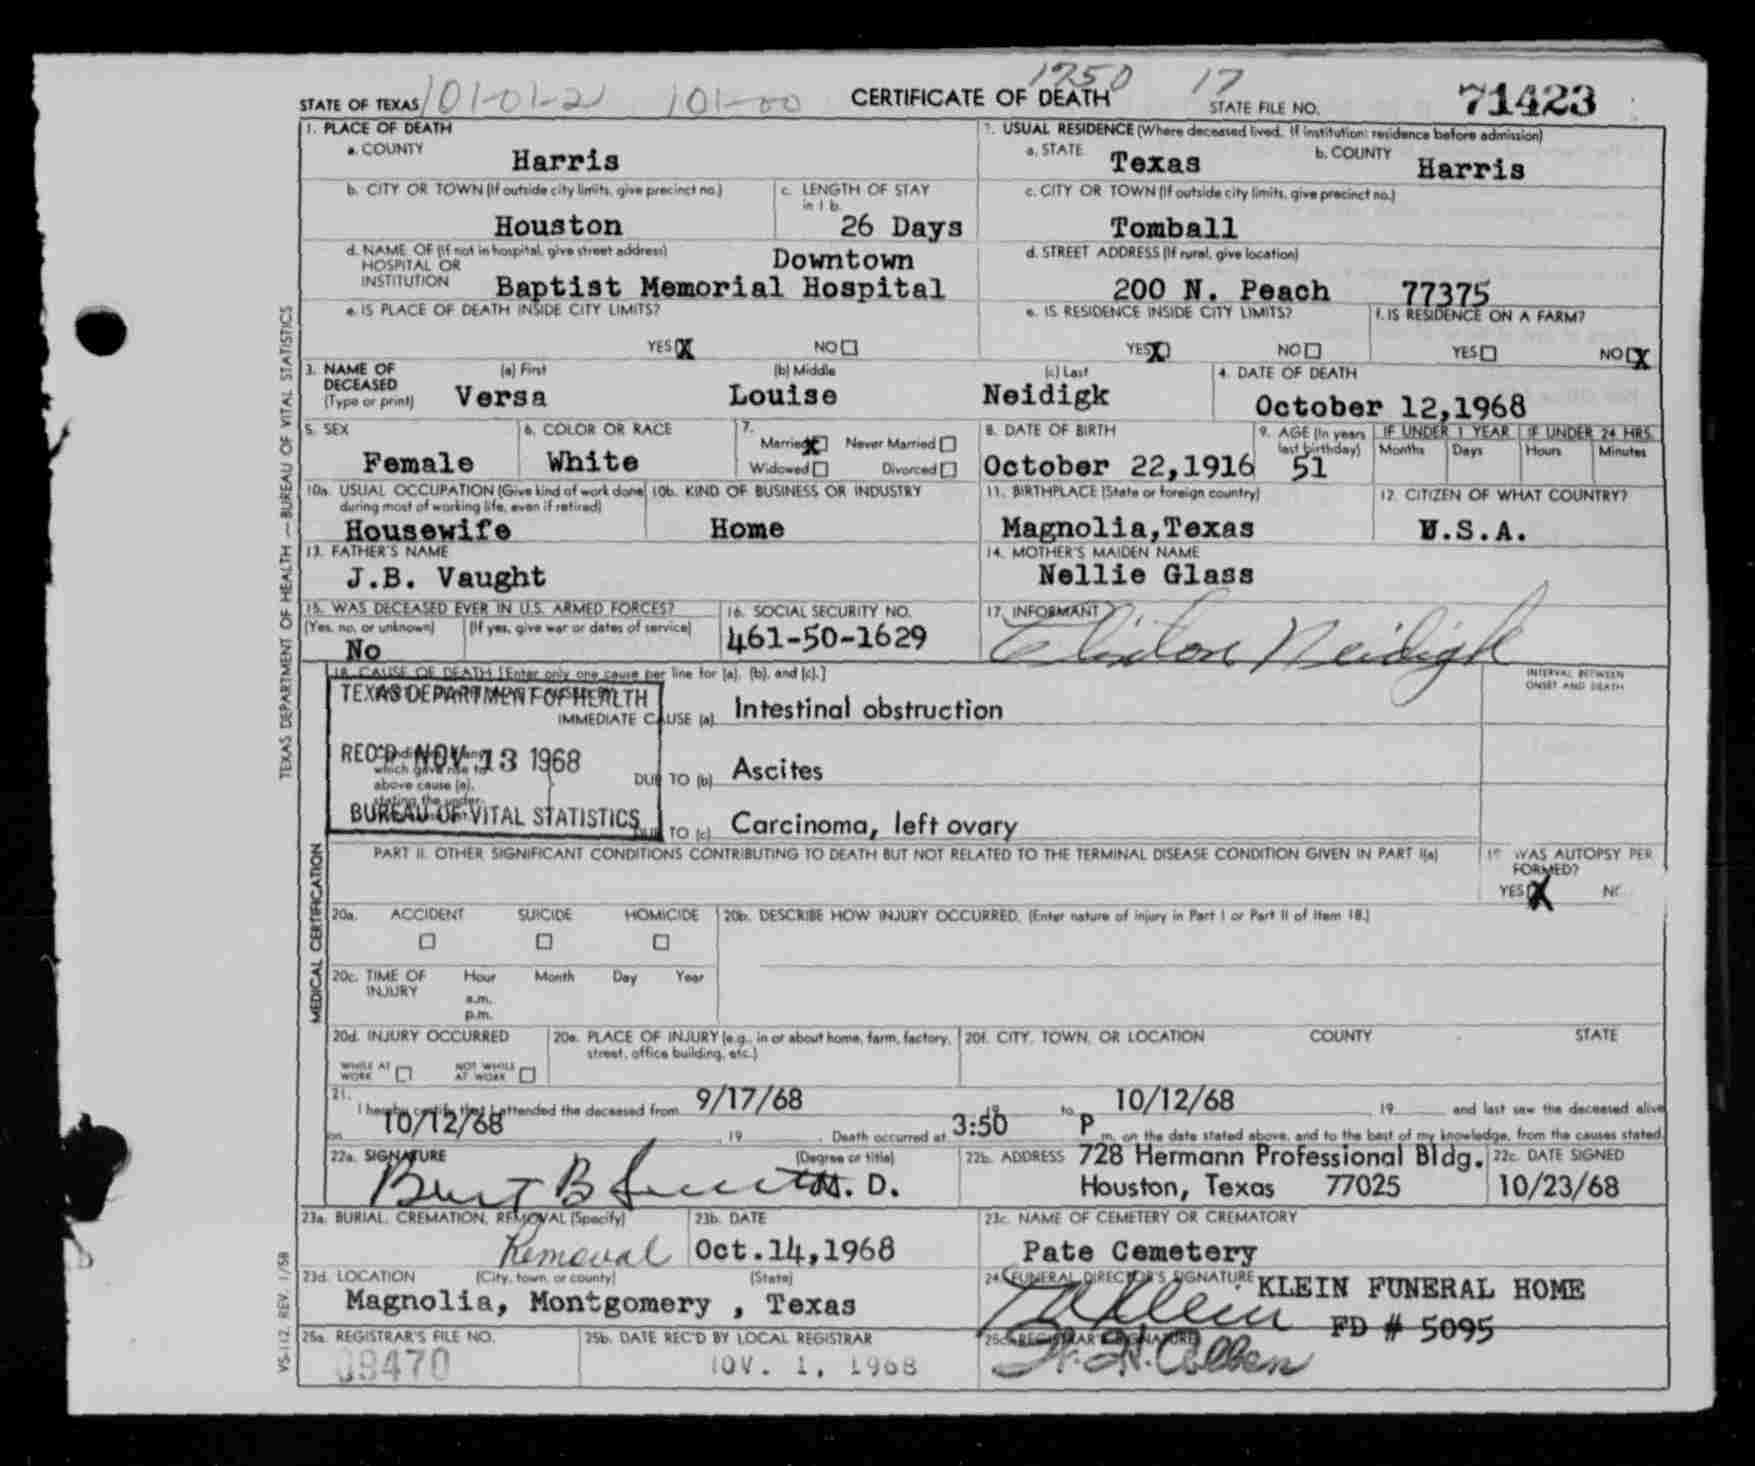 1750 17
STATE OF TEXAS 101-01-21 101-00 CERTIFICATE OF DEATH STATE FILE NO. 71423
1. PLACE OF DEATH
a. COUNTY
Harris
USUAL RESIDENCE (Where deceased lived. If institution: residence before admission)
a. STATE Texas b. COUNTY Harris
b. CITY OR TOWN (If outside city limits, give precinct no.)
Houston
c. LENGTH OF STAY in 1 b.
26 Days
c. CITY OR TOWN (If outside city limits, give precinct no.)
Tomball
d. NAME OF (If not in hospital, give street address)
HOSPITAL OR
INSTITUTION
Downtown
Baptist Memorial Hospital
d. STREET ADDRESS (If rural, give location)
200 N. Peach 77375
e. IS PLACE OF DEATH INSIDE CITY LIMITS?
YES X NO
e. IS RESIDENCE INSIDE CITY LIMITS?
YES X NO
f. IS RESIDENCE ON A FARM?
YES NO X
3. NAME OF
DECEASED
(Type or print)
(a) First (b) Middle (c) Last
Versa Louise Neidigk
4. DATE OF DEATH
October 12,1968
5. SEX
Female
6. COLOR OR RACE
White
7.
Married X Never Married
Widowed Divorced
8. DATE OF BIRTH
October 22,1916
9. AGE (In years
last birthday)
51
IF UNDER 1 YEAR IF UNDER 24 HRS.
Months Days Hours Minutes
10a. USUAL OCCUPATION (Give kind of work done
during most of working life, even if retired)
Housewife
10b. KIND OF BUSINESS OR INDUSTRY
Home
11. BIRTHPLACE (State or foreign country)
Magnolia,Texas
12. CITIZEN OF WHAT COUNTRY?
U.S.A.
13. FATHER'S NAME
J.B. Vaught
14. MOTHER'S MAIDEN NAME
Nellie Glass
15. WAS DECEASED EVER IN U.S. ARMED FORCES?
(Yes, no, or unknown) (If yes, give war or dates of service)
No
16. SOCIAL SECURITY NO.
461-50-1629
17. INFORMANT
Neidigk
18. CAUSE OF DEATH [Enter only one cause per line for (a), (b), and (c).]
INTERVAL BETWEEN
ONSET AND DEATH
TEXAS DEPARTMENT OF HEALTH
REC'D NOV 13 1968
BUREAU OF VITAL STATISTICS
IMMEDIATE CAUSE (a) Intestinal obstruction
which gave rise to
above cause (a),
stating the under-
DUE TO (b) Ascites
DUE TO (c) Carcinoma, left ovary
PART II. OTHER SIGNIFICANT CONDITIONS CONTRIBUTING TO DEATH BUT NOT RELATED TO THE TERMINAL DISEASE CONDITION GIVEN IN PART I(a)
19. WAS AUTOPSY PER
FORMED?
YES X NO
20a. ACCIDENT SUICIDE HOMICIDE
20b. DESCRIBE HOW INJURY OCCURRED. (Enter nature of injury in Part I or Part II of Item 18.)
20c. TIME OF
INJURY
Hour Month Day Year
a.m.
p.m.
20d. INJURY OCCURRED
WHILE AT
WORK
NOT WHILE
AT WORK
20e. PLACE OF INJURY (e.g., in or about home, farm, factory,
street, office building, etc.)
20f. CITY, TOWN, OR LOCATION COUNTY STATE
21.
I hereby certify that I attended the deceased from 9/17/68 19 to 10/12/68 19 and last saw the deceased alive
on 10/12/68 , 19 . Death occurred at 3:50 P m. on the date stated above, and to the best of my knowledge, from the causes stated.
22a. SIGNATURE (Degree or title)
Burt B M. D.
22b. ADDRESS 728 Hermann Professional Bldg.
Houston, Texas 77025
22c. DATE SIGNED
10/23/68
23a. BURIAL, CREMATION, REMOVAL (Specify)
Removal
23b. DATE
Oct.14,1968
23c. NAME OF CEMETERY OR CREMATORY
Pate Cemetery
23d. LOCATION (City, town, or county) (State)
Magnolia, Montgomery , Texas
24. FUNERAL DIRECTOR'S SIGNATURE
Klein
KLEIN FUNERAL HOME
FD # 5095
25a. REGISTRAR'S FILE NO.
09470
25b. DATE REC'D BY LOCAL REGISTRAR
NOV. 1, 1968
25c. REGISTRAR'S SIGNATURE
TEXAS DEPARTMENT OF HEALTH — BUREAU OF VITAL STATISTICS
MEDICAL CERTIFICATION
VS-112 REV. 1/58